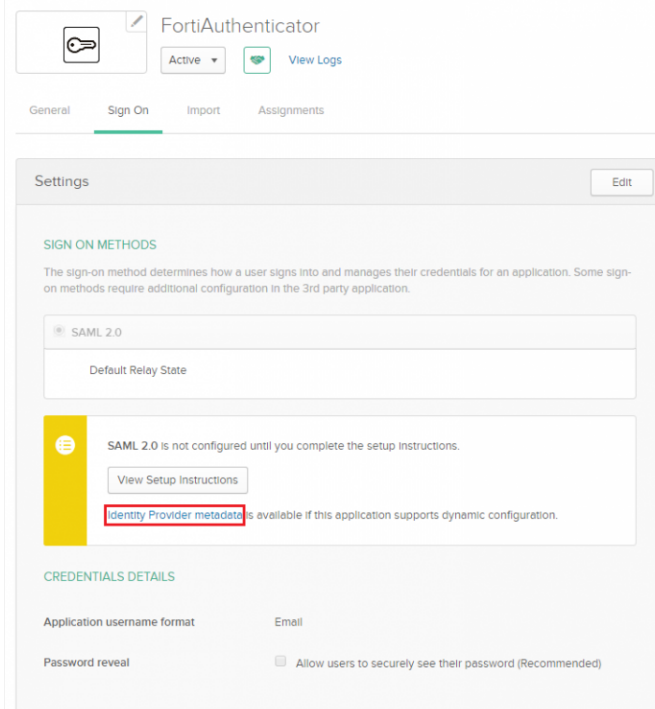 FortiAuthenticator
Active
View Logs
General Sign On Import Assignments
Settings
Edit
SIGN ON METHODS
The sign-on method determines how a user signs into and manages their credentials for an application. Some sign-
on methods require additional configuration in the 3rd party application.
SAML 2.0
Default Relay State
SAML 2.0 is not configured until you complete the setup instructions.
View Setup Instructions
Identity Provider metadata is available if this application supports dynamic configuration.
CREDENTIALS DETAILS
Application username format Email
Password reveal Allow users to securely see their password (Recommended)